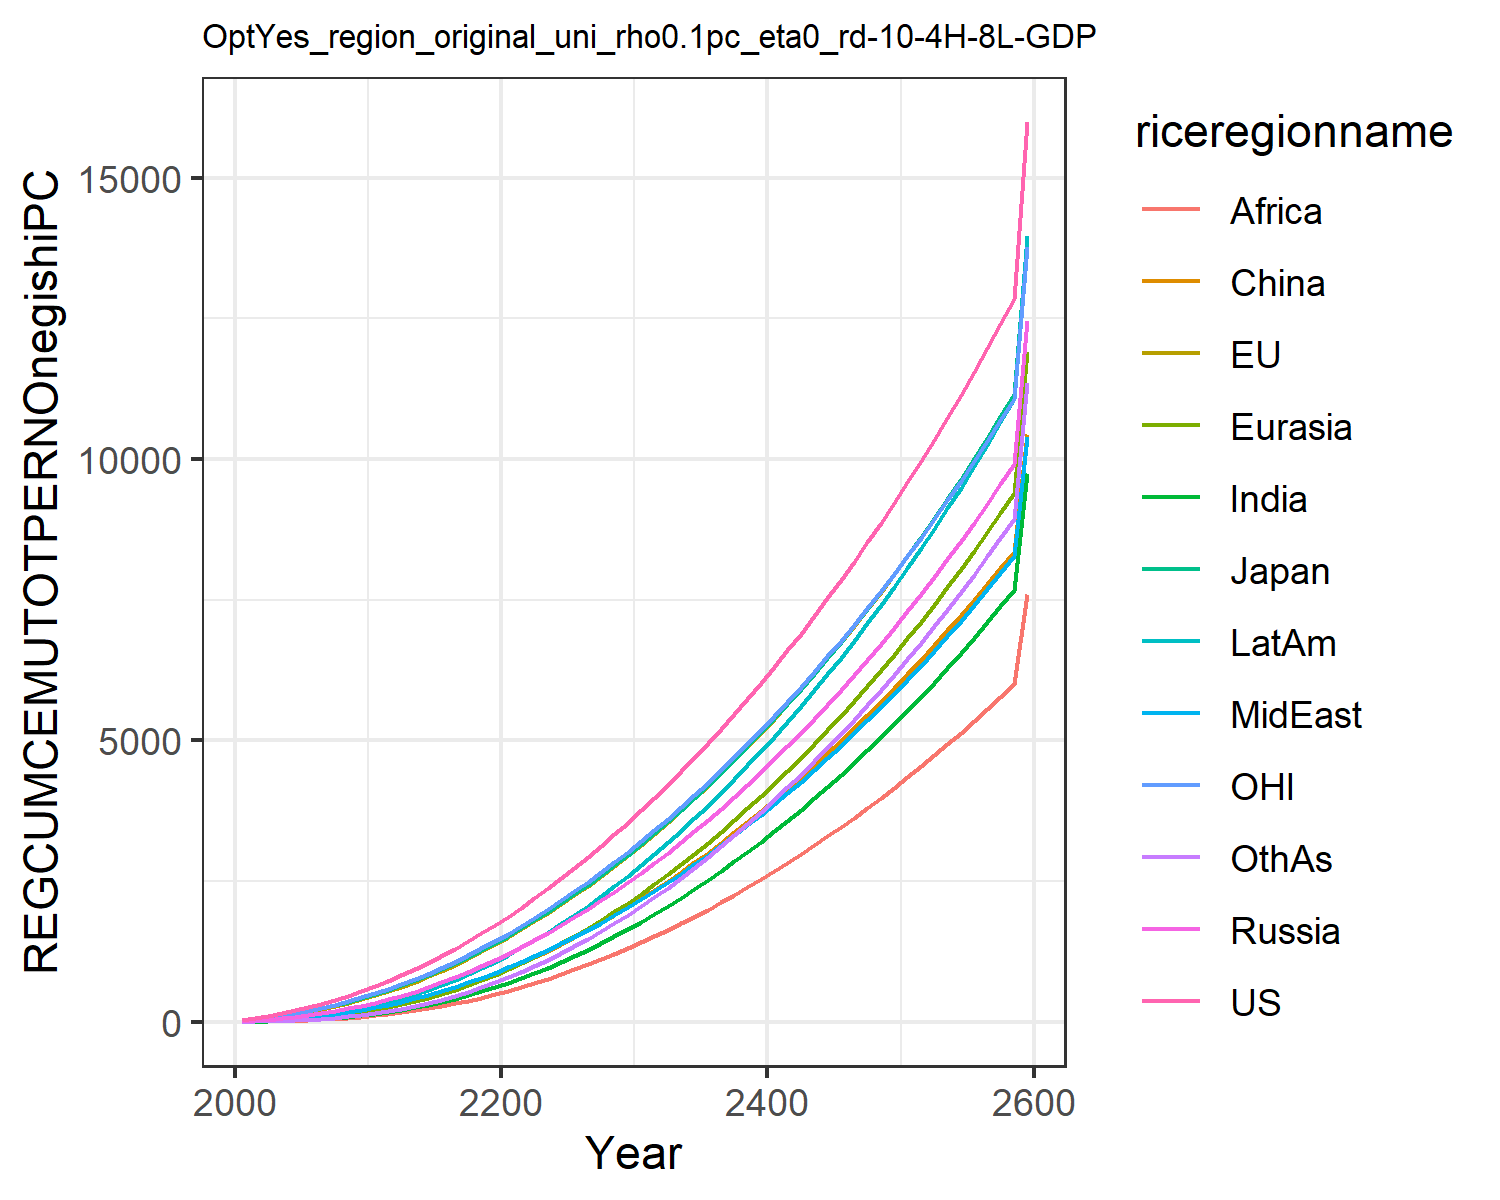 OptYes_region_original_uni_rho0.1pc_eta0_rd-10-4H-8L-GDP
REGCUMCEMUTOTPERNOnegishiPC
15000
10000
5000
0
2000 2200 2400 2600
Year
riceregionname
Africa
China
EU
Eurasia
India
Japan
LatAm
MidEast
OHI
OthAs
Russia
US